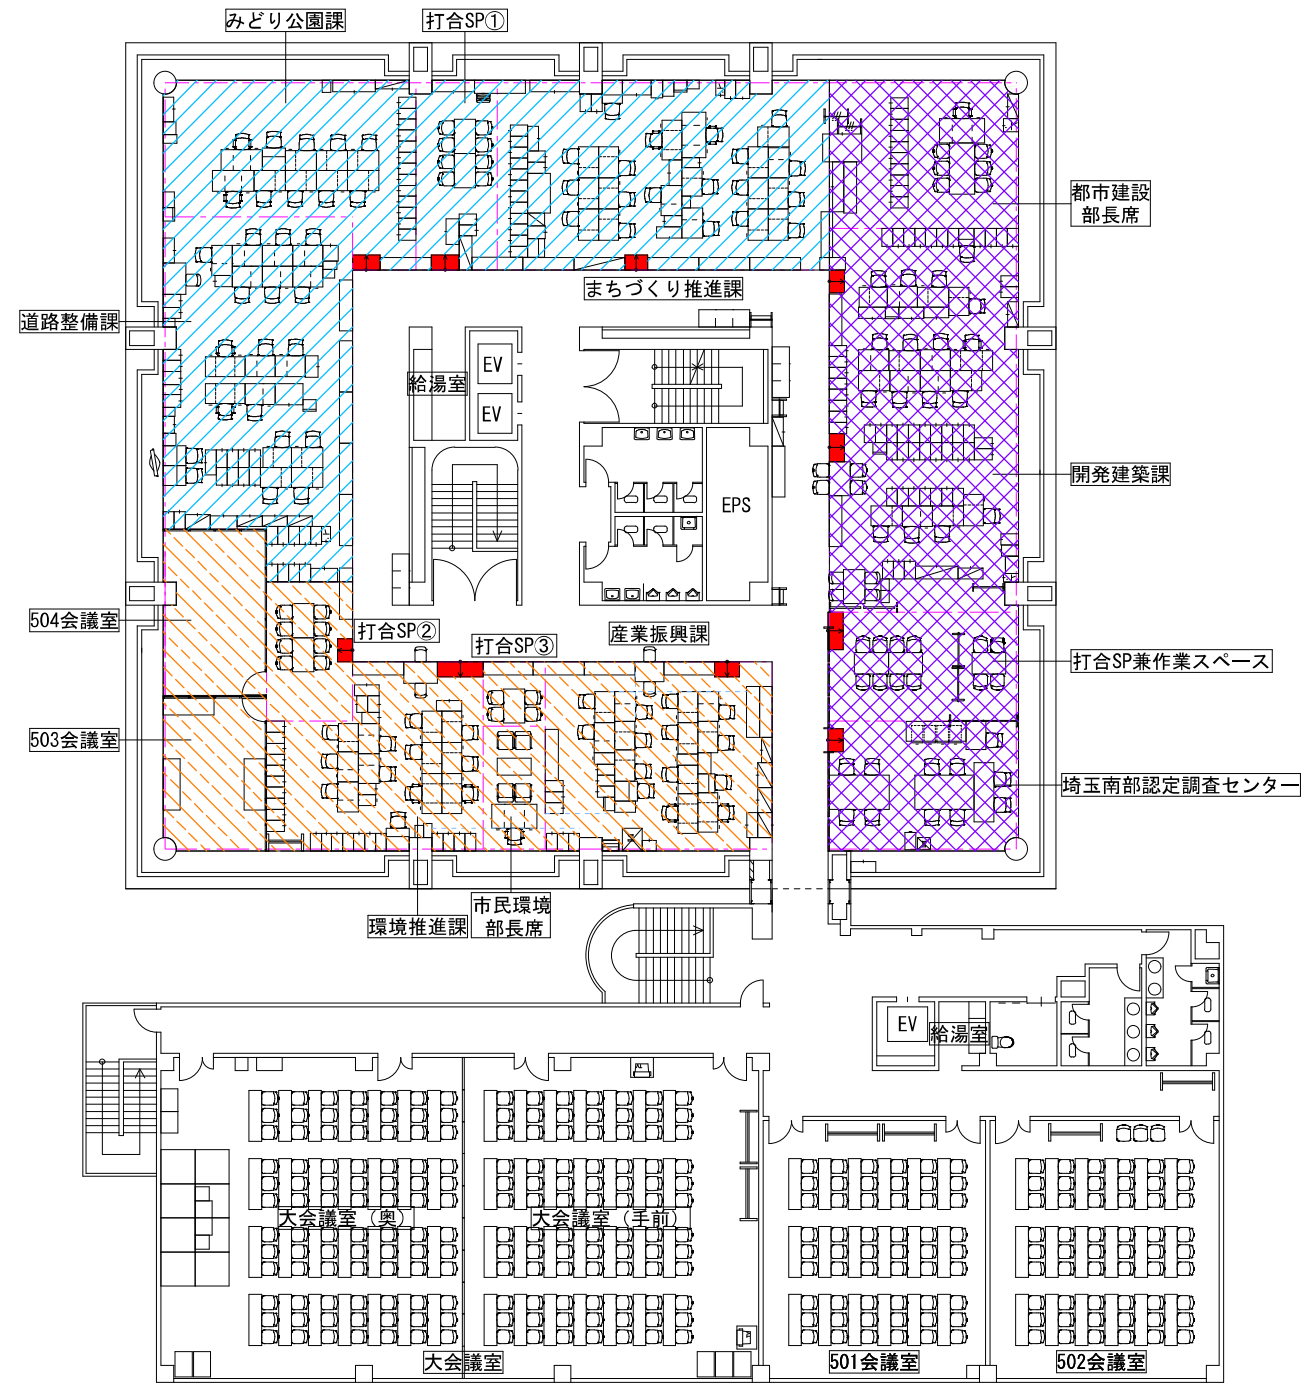 みどり公園課
打合SP①
都市建設
部長席
まちづくり推進課
道路整備課
給湯室
EV
EV
EPS
開発建築課
504会議室
打合SP②
打合SP③
産業振興課
打合SP兼作業スペース
503会議室
埼玉南部認定調査センター
環境推進課
市民環境
部長席
EV
給湯室
大会議室（奥）
大会議室（手前）
大会議室
501会議室
502会議室